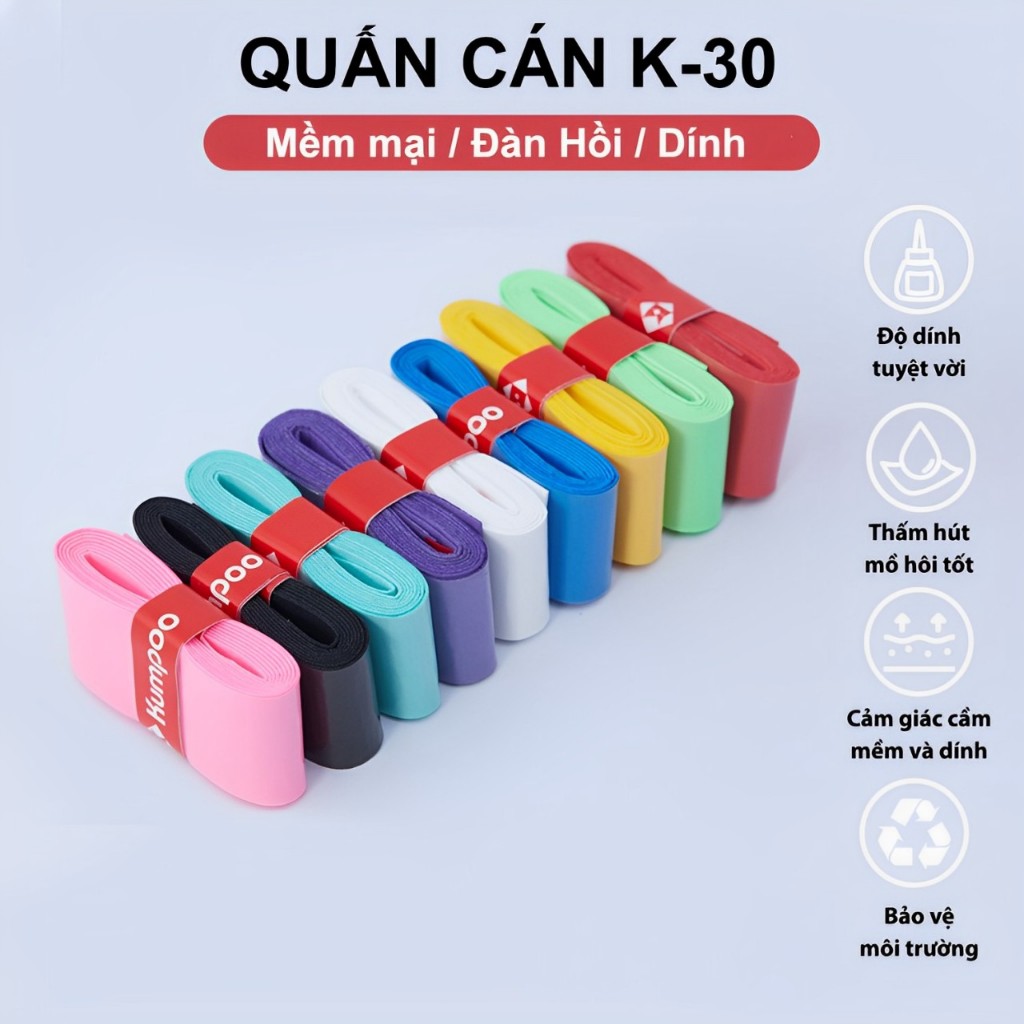 QUẤN CÁN K-30
Mềm mại / Đàn Hồi / Dính
Độ dính
tuyệt vời
Thấm hút
mồ hôi tốt
Cảm giác cầm
mềm và dính
Bảo vệ
môi trường
Kumpoo